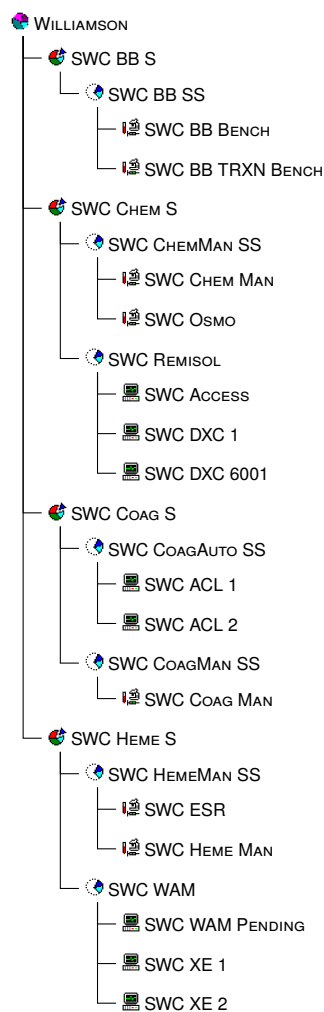 WILLIAMSON
SWC BB S
SWC BB SS
SWC BB BENCH
SWC BB TRXN BENCH
SWC CHEM S
SWC CHEMMAN SS
SWC CHEM MAN
SWC OSMO
SWC REMISOL
SWC ACCESS
SWC DXC 1
SWC DXC 6001
SWC COAG S
SWC COAGAUTO SS
SWC ACL 1
SWC ACL 2
SWC COAGMAN SS
SWC COAG MAN
SWC HEME S
SWC HEMEMAN SS
SWC ESR
SWC HEME MAN
SWC WAM
SWC WAM PENDING
SWC XE 1
SWC XE 2